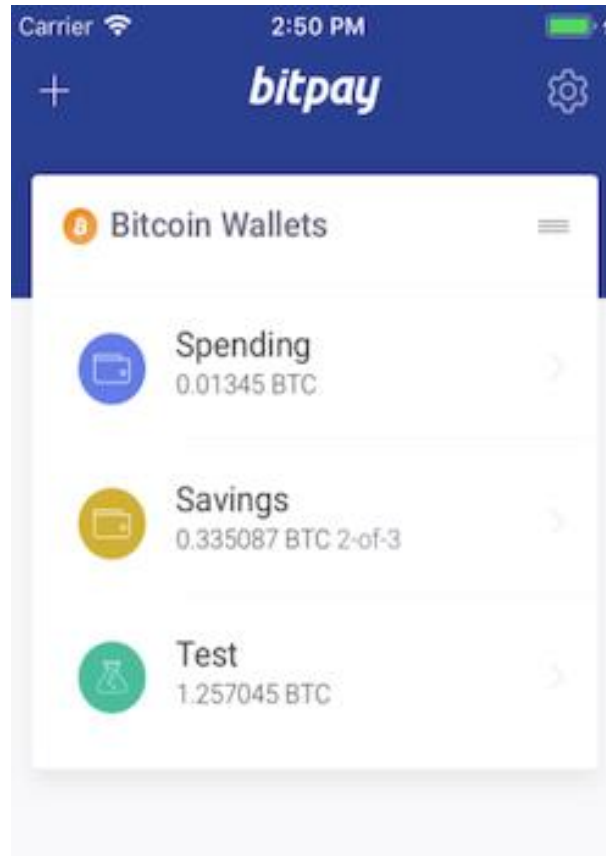 Carrier 2:50 PM
bitpay
Bitcoin Wallets
Spending
0.01345 BTC
Savings
0.335087 BTC 2-of-3
Test
1.257045 BTC